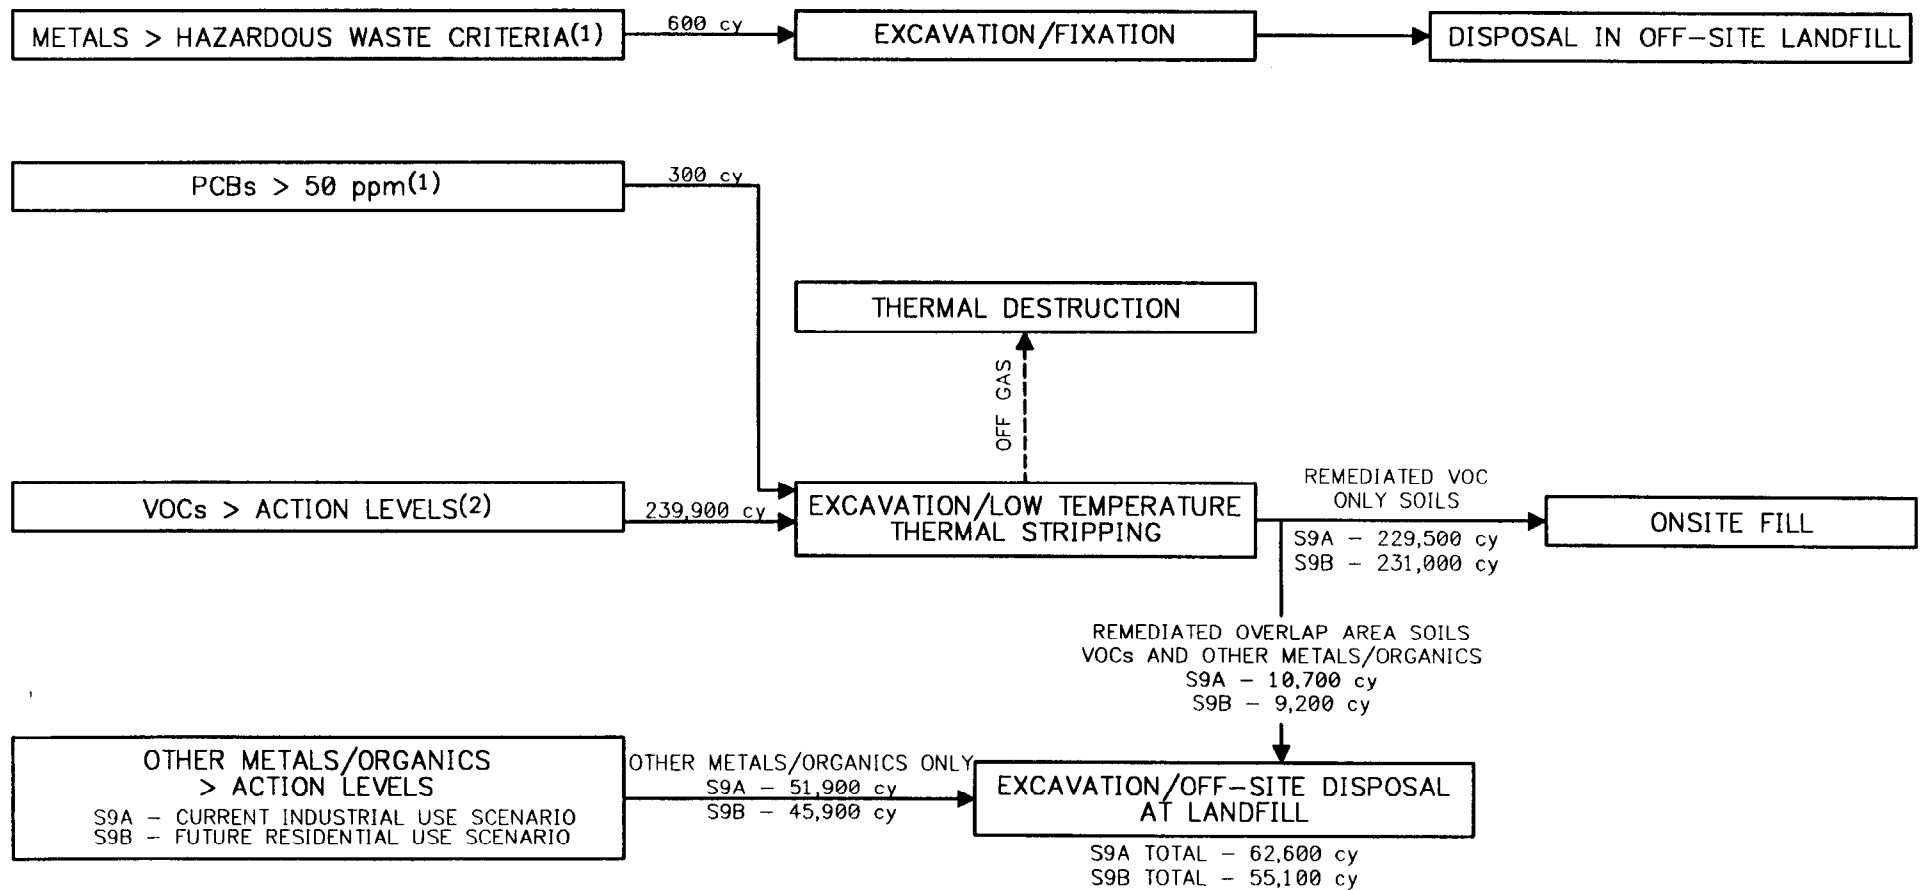 METALS > HAZARDOUS WASTE CRITERIA(1)
600 cy
EXCAVATION/FIXATION
DISPOSAL IN OFF-SITE LANDFILL
PCBs > 50 ppm(1)
300 cy
THERMAL DESTRUCTION
OFF GAS
VOCs > ACTION LEVELS(2)
239,900 cy
EXCAVATION/LOW TEMPERATURE
THERMAL STRIPPING
REMEDIATED VOC
ONLY SOILS
S9A - 229,500 cy
S9B - 231,000 cy
ONSITE FILL
REMEDIATED OVERLAP AREA SOILS
VOCs AND OTHER METALS/ORGANICS
S9A - 10,700 cy
S9B - 9,200 cy
OTHER METALS/ORGANICS
> ACTION LEVELS
S9A - CURRENT INDUSTRIAL USE SCENARIO
S9B - FUTURE RESIDENTIAL USE SCENARIO
OTHER METALS/ORGANICS ONLY
S9A - 51,900 cy
S9B - 45,900 cy
EXCAVATION/OFF-SITE DISPOSAL
AT LANDFILL
S9A TOTAL - 62,600 cy
S9B TOTAL - 55,100 cy